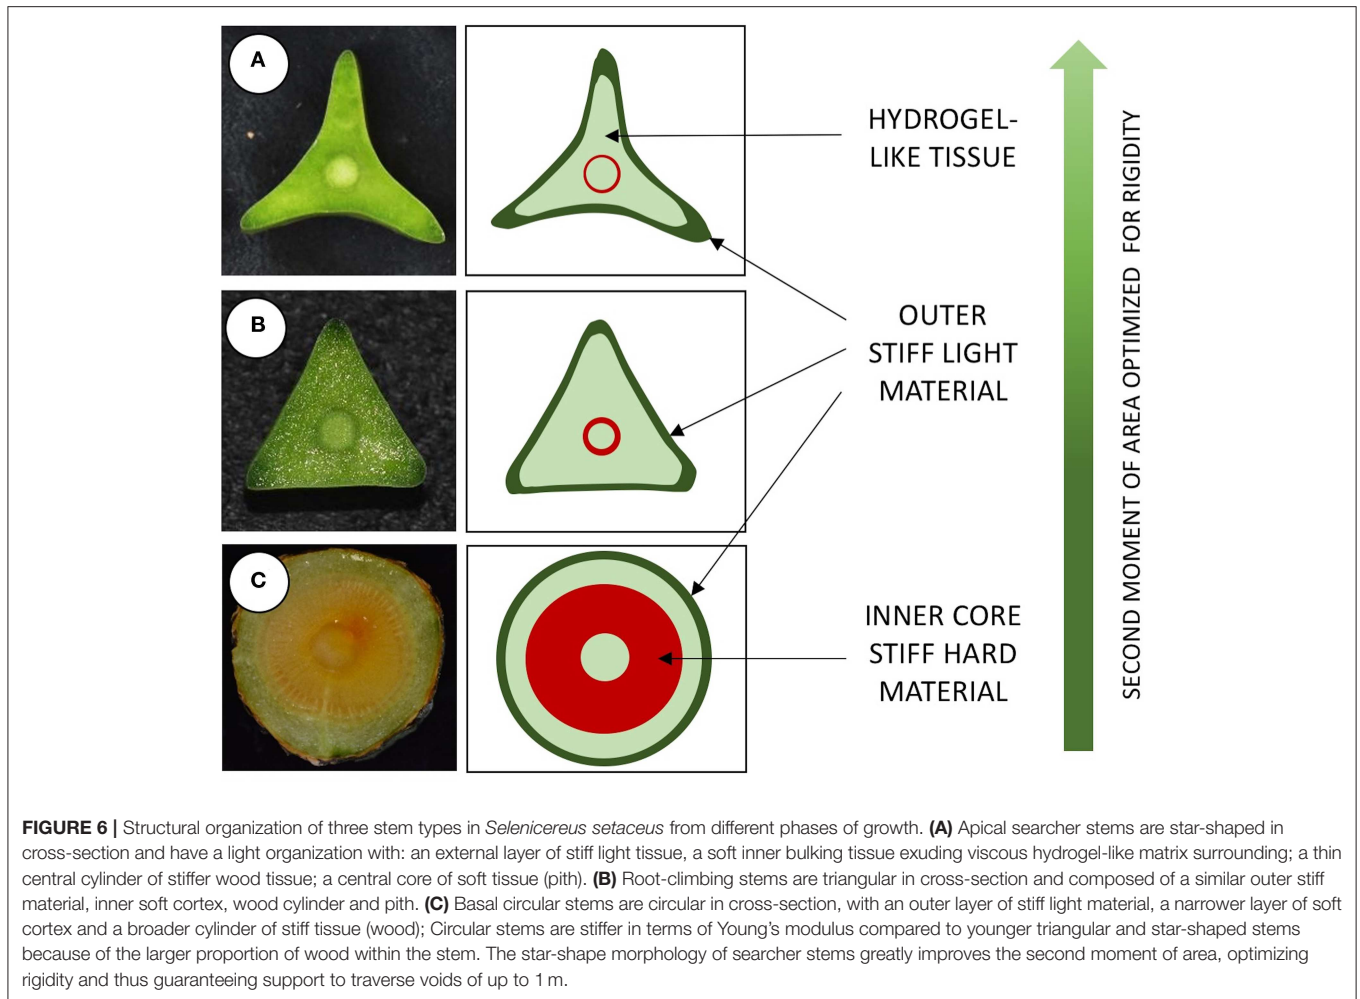 A
HYDROGEL-
LIKE TISSUE
B
OUTER
STIFF LIGHT
MATERIAL
C
INNER CORE
STIFF HARD
MATERIAL
SECOND MOMENT OF AREA OPTIMIZED FOR RIGIDITY
FIGURE 6 | Structural organization of three stem types in Selenicereus setaceus from different phases of growth. (A) Apical searcher stems are star-shaped in
cross-section and have a light organization with: an external layer of stiff light tissue, a soft inner bulking tissue exuding viscous hydrogel-like matrix surrounding; a thin
central cylinder of stiffer wood tissue; a central core of soft tissue (pith). (B) Root-climbing stems are triangular in cross-section and composed of a similar outer stiff
material, inner soft cortex, wood cylinder and pith. (C) Basal circular stems are circular in cross-section, with an outer layer of stiff light material, a narrower layer of soft
cortex and a broader cylinder of stiff tissue (wood); Circular stems are stiffer in terms of Young's modulus compared to younger triangular and star-shaped stems
because of the larger proportion of wood within the stem. The star-shape morphology of searcher stems greatly improves the second moment of area, optimizing
rigidity and thus guaranteeing support to traverse voids of up to 1 m.